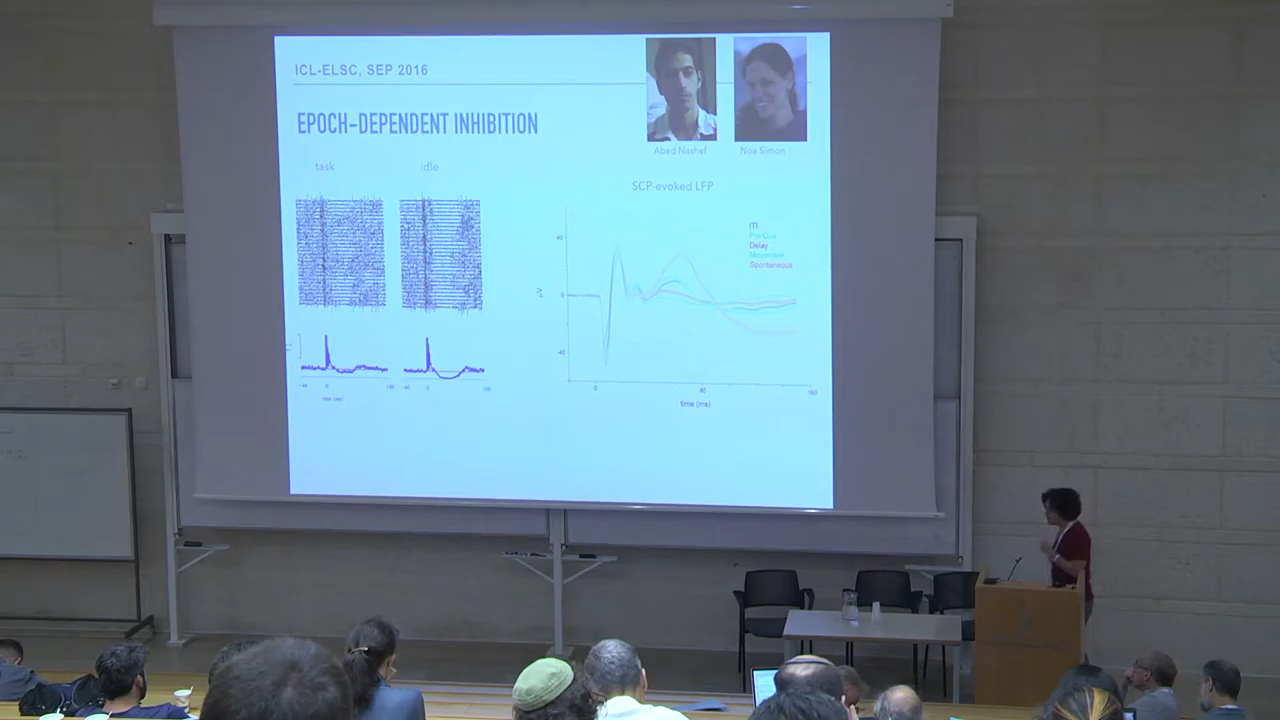 ICL-ELSC, SEP 2016
EPOCH-DEPENDENT INHIBITION
Abed Nashef
Noa Simon
task
idle
SCP-evoked LFP
ITI
Pre-Cue
Delay
Movement
Spontaneous
40
0
-40
0
80
160
time (ms)